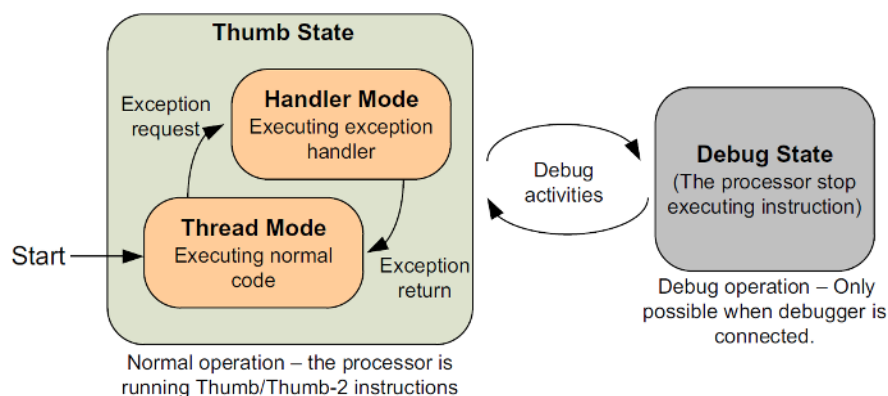 Thumb State
Handler Mode
Executing exception
handler
Exception
request
Thread Mode
Executing normal
code
Start
Exception
return
Normal operation – the processor is
running Thumb/Thumb-2 instructions
Debug
activities
Debug State
(The processor stop
executing instruction)
Debug operation – Only
possible when debugger is
connected.